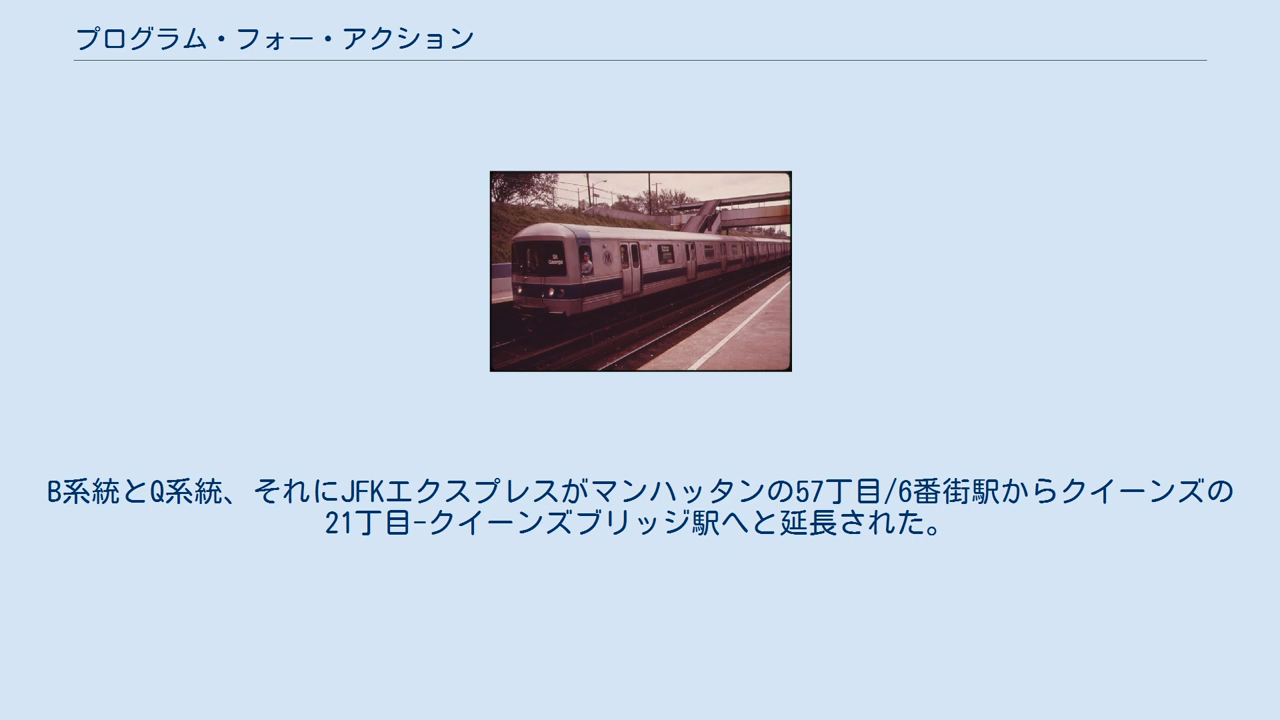 プログラム・フォー・アクション
B系統とQ系統、それにJFKエクスプレスがマンハッタンの57丁目/6番街駅からクイーンズの
21丁目-クイーンズブリッジ駅へと延長された。